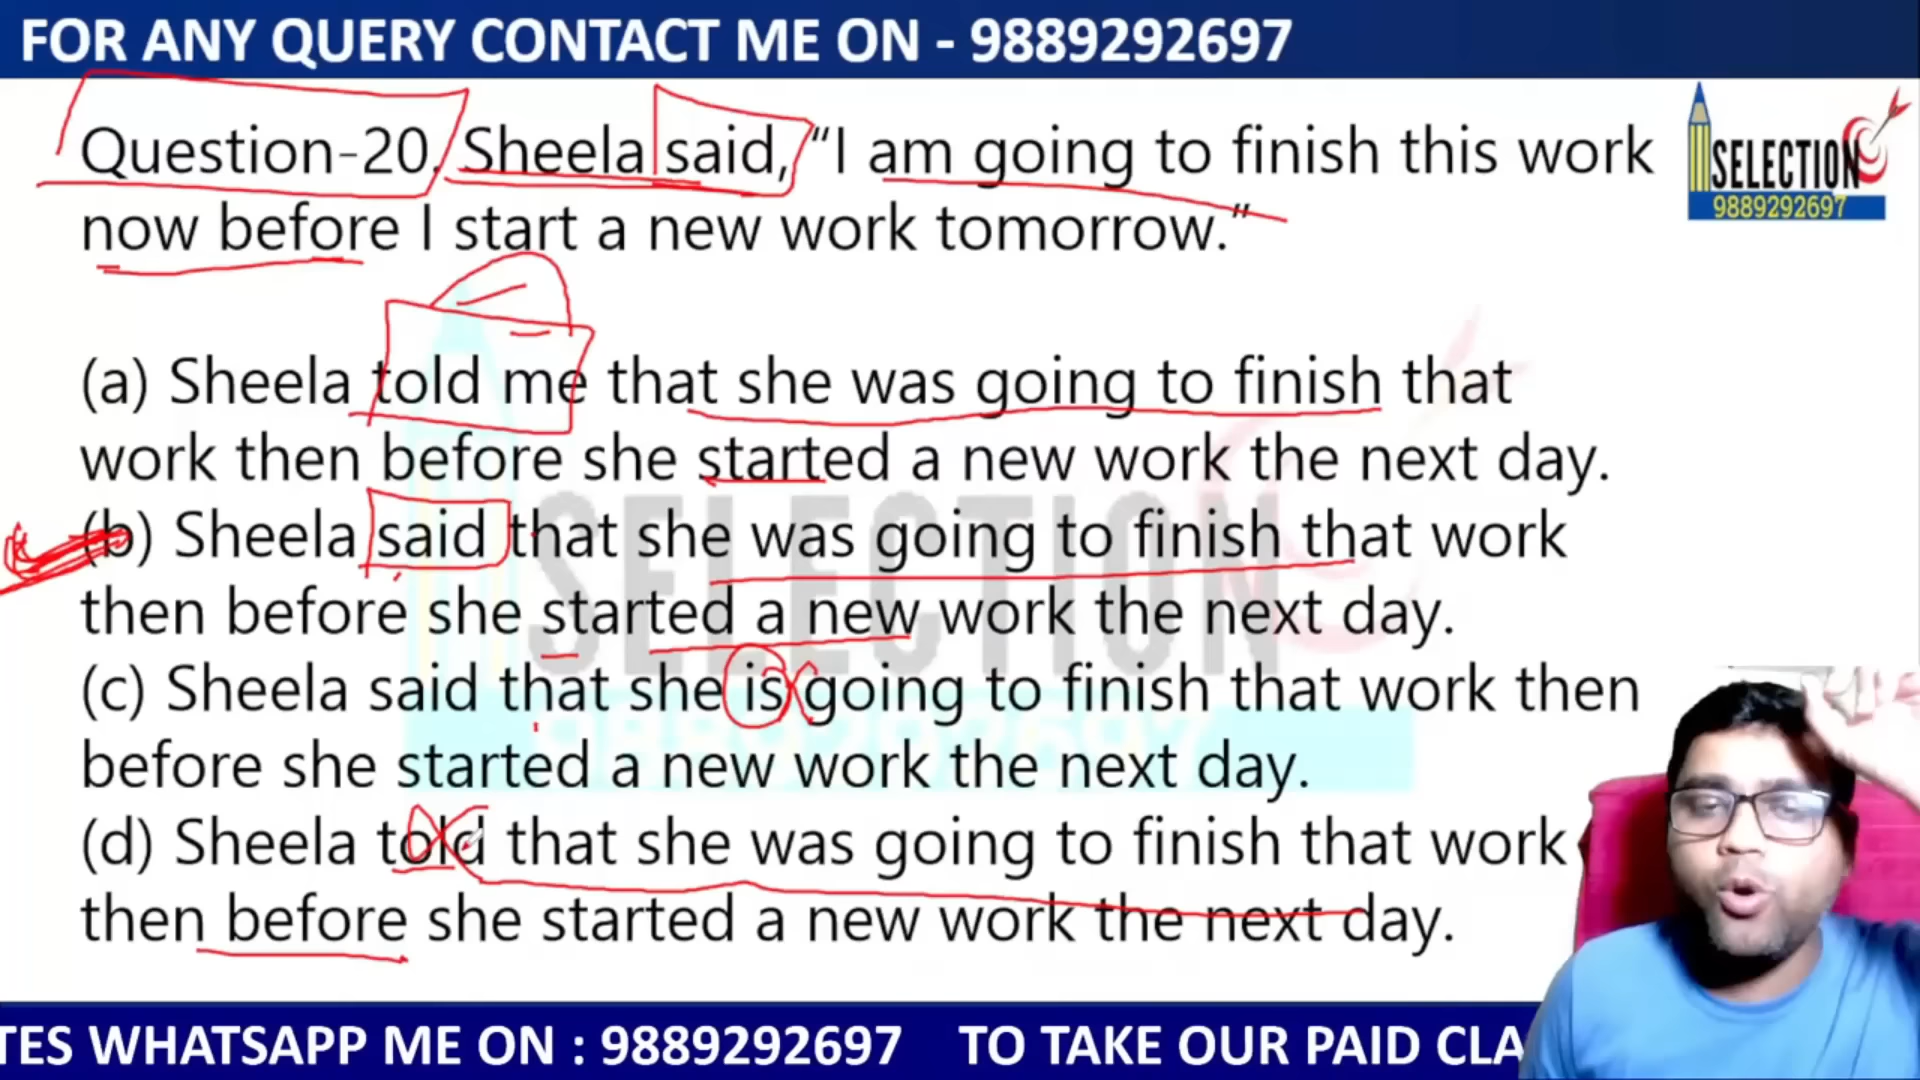 FOR ANY QUERY CONTACT ME ON - 9889292697
Question-20. Sheela said, “I am going to finish this work
now before I start a new work tomorrow.”
SELECTION
9889292697
(a) Sheela told me that she was going to finish that
work then before she started a new work the next day.
(b) Sheela said that she was going to finish that work
then before she started a new work the next day.
(c) Sheela said that she is going to finish that work then
before she started a new work the next day.
(d) Sheela told that she was going to finish that work
then before she started a new work the next day.
SELECTION
9889292697
TES WHATSAPP ME ON : 9889292697 TO TAKE OUR PAID CLA